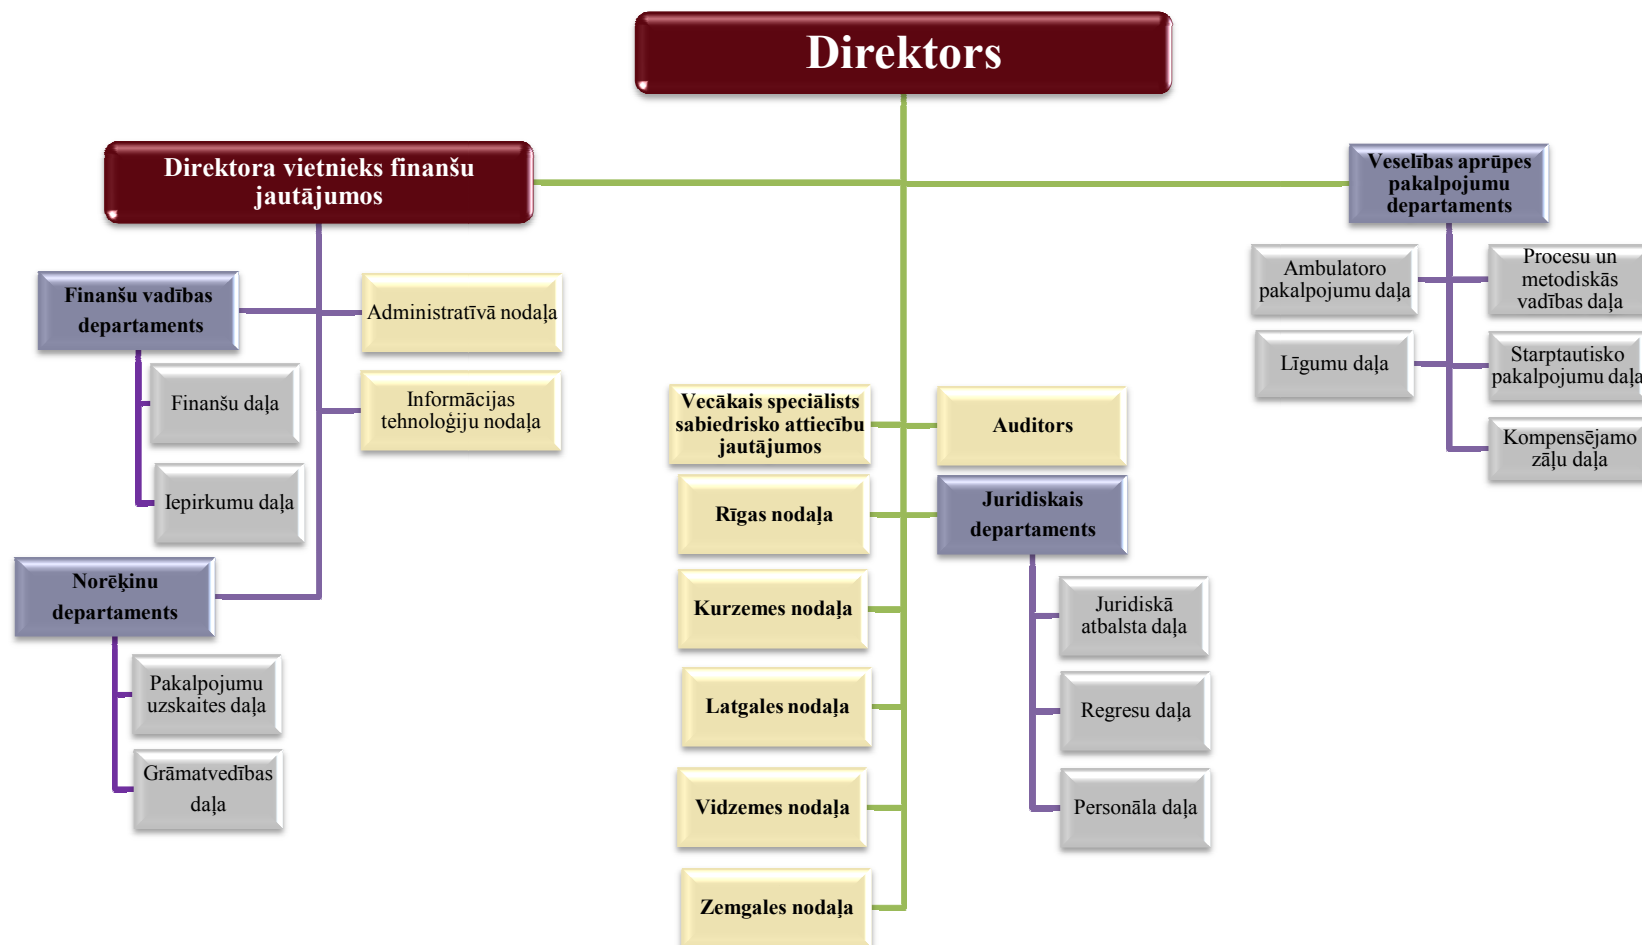 Direktors
Direktora vietnieks finanšu
jautājumos
Finanšu vadības
departaments
Finanšu daļa
Iepirkumu daļa
Administratīvā nodaļa
Informācijas
tehnoloģiju nodaļa
Norēķinu
departaments
Pakalpojumu
uzskaites daļa
Grāmatvedības
daļa
Vecākais speciālists
sabiedrisko attiecību
jautājumos
Auditors
Rīgas nodaļa
Kurzemes nodaļa
Latgales nodaļa
Vidzemes nodaļa
Zemgales nodaļa
Juridiskais
departaments
Juridiskā
atbalsta daļa
Regresu daļa
Personāla daļa
Veselības aprūpes
pakalpojumu
departaments
Ambulatoro
pakalpojumu daļa
Procesu un
metodiskās
vadības daļa
Līgumu daļa
Starptautisko
pakalpojumu daļa
Kompensējamo
zāļu daļa